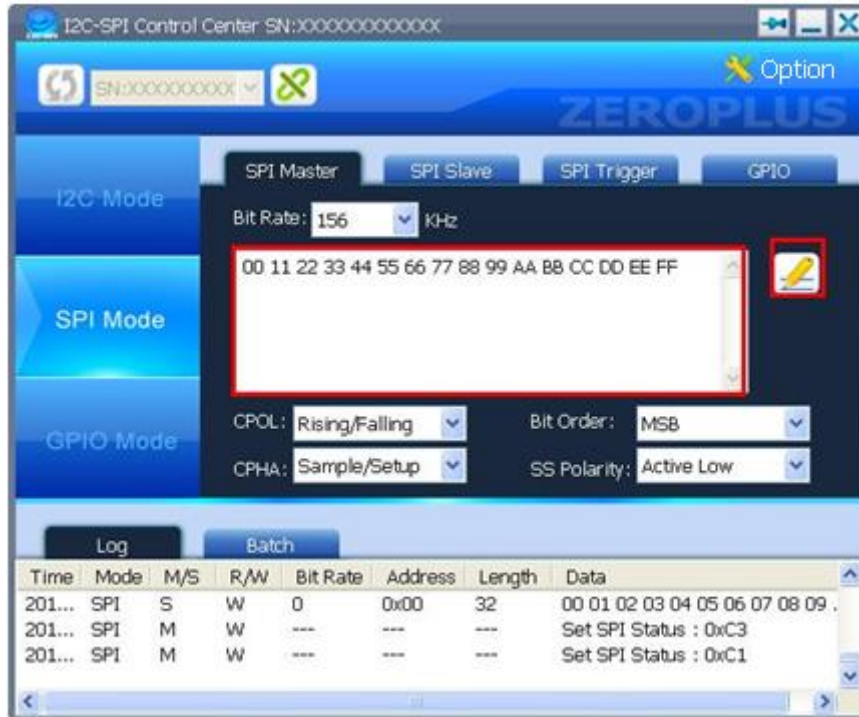 I2C-SPI Control Center SN:XXXXXXXXXXXXX
SN:XXXXXXXXXX
Option
ZEROPLUS
I2C Mode
SPI Mode
GPIO Mode
SPI Master SPI Slave SPI Trigger GPIO
Bit Rate: 156 KHz
00 11 22 33 44 55 66 77 88 99 AA BB CC DD EE FF
CPOL: Rising/Falling Bit Order: MSB
CPHA: Sample/Setup SS Polarity: Active Low
Log Batch
Time Mode M/S R/W Bit Rate Address Length Data
201... SPI S W 0 0x00 32 00 01 02 03 04 05 06 07 08 09 .
201... SPI M W --- --- --- Set SPI Status : 0xC3
201... SPI M W --- --- --- Set SPI Status : 0xC1